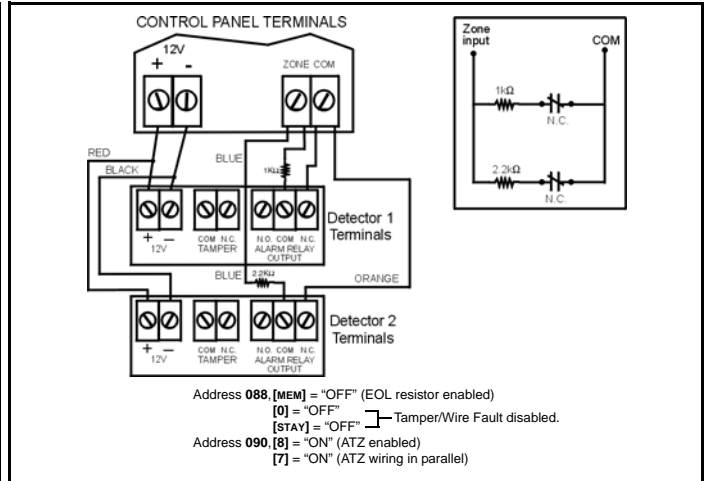 CONTROL PANEL TERMINALS
12V
+ -
ZONE COM
RED
BLACK
BLUE
1KΩ
Detector 1
Terminals
+ –
12V
COM N.C.
TAMPER
N.O. COM N.C.
ALARM RELAY
OUTPUT
BLUE
2.2KΩ
ORANGE
Detector 2
Terminals
+ –
12V
COM N.C.
TAMPER
N.O. COM N.C.
ALARM RELAY
OUTPUT
Zone
input
COM
1kΩ
N.C.
2.2kΩ
N.C.
Address 088, [MEM] = “OFF” (EOL resistor enabled)
[0] = “OFF”
[STAY] = “OFF”
Tamper/Wire Fault disabled.
Address 090, [8] = “ON” (ATZ enabled)
[7] = “ON” (ATZ wiring in parallel)